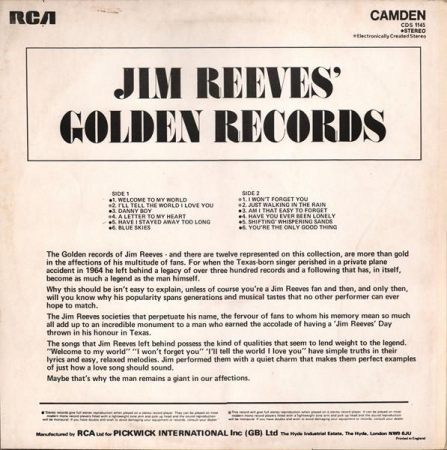 RCA
CAMDEN
CDS 1145
●STEREO
⊙Electronically Created Stereo
JIM REEVES'
GOLDEN RECORDS
SIDE 1
●1. WELCOME TO MY WORLD
●2. I'LL TELL THE WORLD I LOVE YOU
●3. DANNY BOY
●4. A LETTER TO MY HEART
●5. HAVE I STAYED AWAY TOO LONG
●6. BLUE SKIES
SIDE 2
●1. I WON'T FORGET YOU
●2. JUST WALKING IN THE RAIN
●3. AM I THAT EASY TO FORGET
●4. HAVE YOU EVER BEEN LONELY
●5. SHIFTING' WHISPERING SANDS
●6. YOU'RE THE ONLY GOOD THING
The Golden records of Jim Reeves - and there are twelve represented on this collection, are more than gold
in the affections of his multitude of fans. For when the Texas-born singer perished in a private plane
accident in 1964 he left behind a legacy of over three hundred records and a following that has, in itself,
become as much a legend as the man himself.
Why this should be isn't easy to explain, unless of course you're a Jim Reeves fan and then, and only then,
will you know why his popularity spans generations and musical tastes that no other performer can ever
hope to match.
The Jim Reeves societies that perpetuate his name, the fervour of fans to whom his memory mean so much
all add up to an incredible monument to a man who earned the accolade of having a 'Jim Reeves' Day
thrown in his honour in Texas.
The songs that Jim Reeves left behind possess the kind of qualities that seem to lend weight to the legend.
"Welcome to my world" "I won't forget you" 'I'll tell the world I love you" have simple truths in their
lyrics and easy, relaxed melodies. Jim performed them with a quiet charm that makes them perfect examples
of just how a love song should sound.
Maybe that's why the man remains a giant in our affections.
Manufactured by RCA Ltd for PICKWICK INTERNATIONAL Inc (GB) Ltd The Hyde Industrial Estate, The Hyde, London NW9 6JU
Printed in England